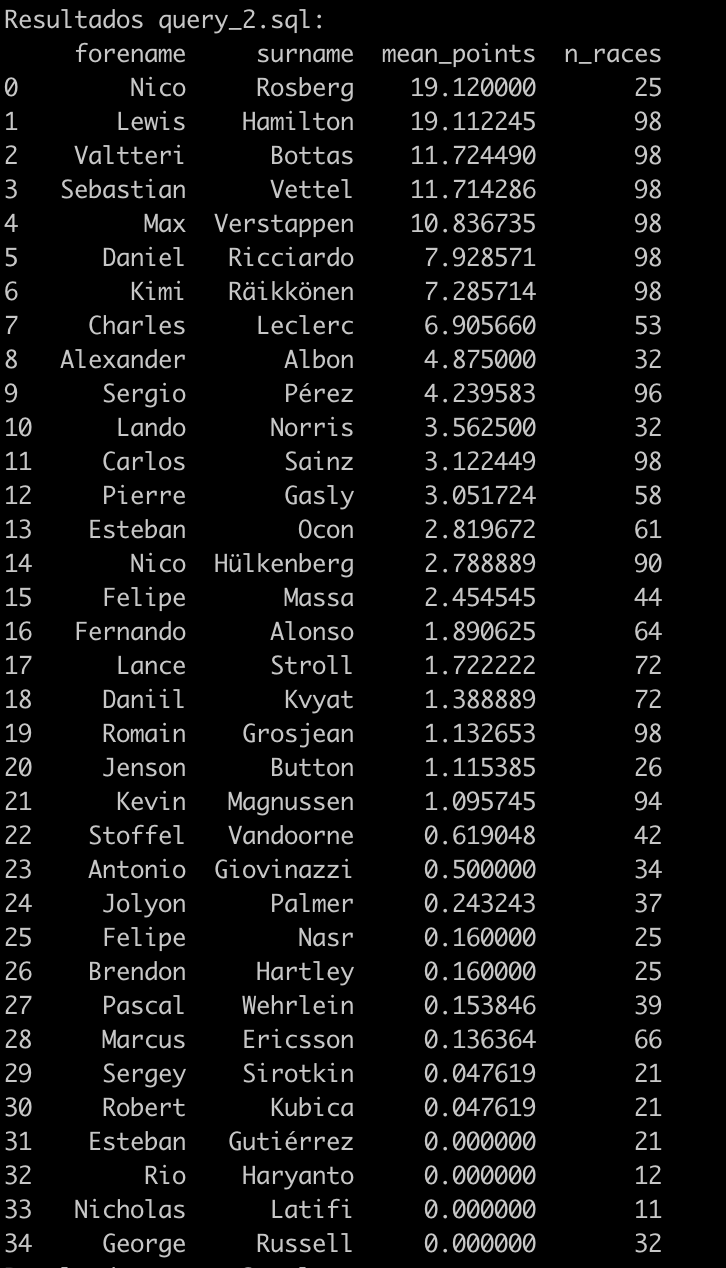 Resultados query_2.sql:
forename surname mean_points n_races
0 Nico Rosberg 19.120000 25
1 Lewis Hamilton 19.112245 98
2 Valtteri Bottas 11.724490 98
3 Sebastian Vettel 11.714286 98
4 Max Verstappen 10.836735 98
5 Daniel Ricciardo 7.928571 98
6 Kimi Räikkönen 7.285714 98
7 Charles Leclerc 6.905660 53
8 Alexander Albon 4.875000 32
9 Sergio Pérez 4.239583 96
10 Lando Norris 3.562500 32
11 Carlos Sainz 3.122449 98
12 Pierre Gasly 3.051724 58
13 Esteban Ocon 2.819672 61
14 Nico Hülkenberg 2.788889 90
15 Felipe Massa 2.454545 44
16 Fernando Alonso 1.890625 64
17 Lance Stroll 1.722222 72
18 Daniil Kvyat 1.388889 72
19 Romain Grosjean 1.132653 98
20 Jenson Button 1.115385 26
21 Kevin Magnussen 1.095745 94
22 Stoffel Vandoorne 0.619048 42
23 Antonio Giovinazzi 0.500000 34
24 Jolyon Palmer 0.243243 37
25 Felipe Nasr 0.160000 25
26 Brendon Hartley 0.160000 25
27 Pascal Wehrlein 0.153846 39
28 Marcus Ericsson 0.136364 66
29 Sergey Sirotkin 0.047619 21
30 Robert Kubica 0.047619 21
31 Esteban Gutiérrez 0.000000 21
32 Rio Haryanto 0.000000 12
33 Nicholas Latifi 0.000000 11
34 George Russell 0.000000 32